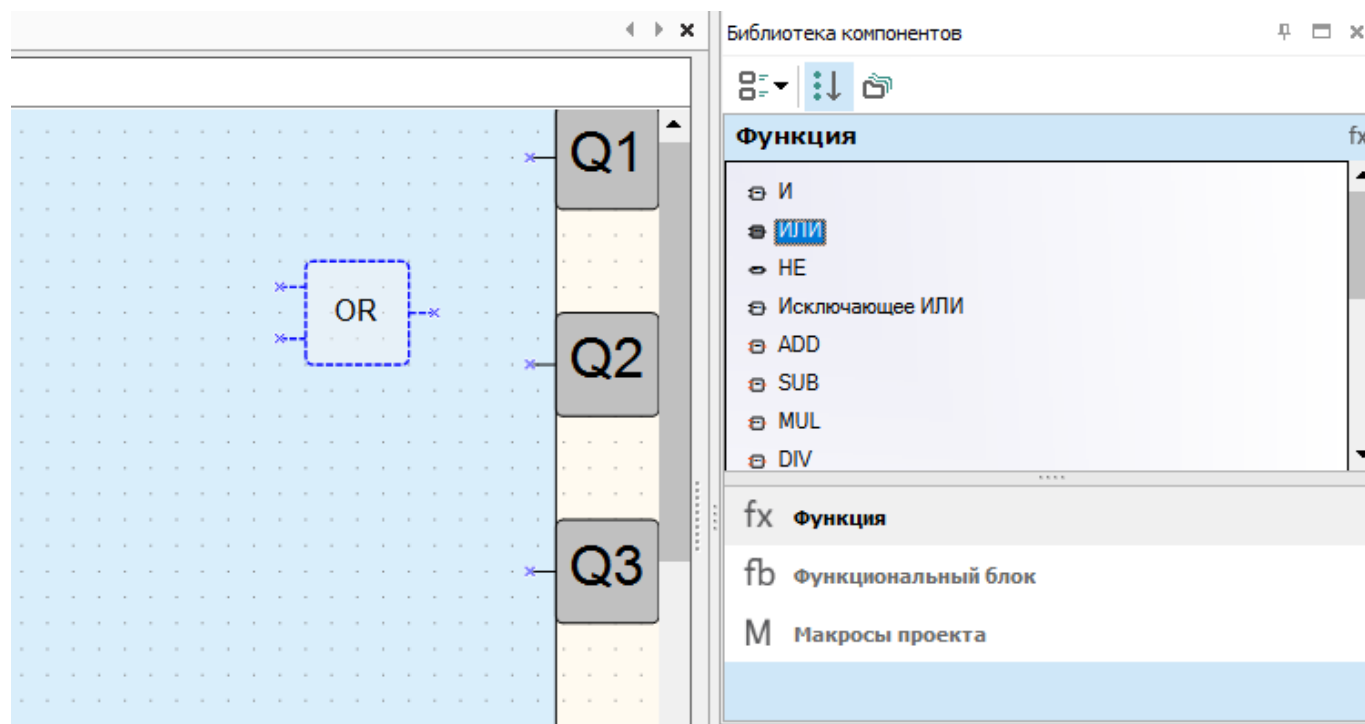 Библиотека компонентов
Функция
fx
Q1
Q2
Q3
OR
И
ИЛИ
НЕ
Исключающее ИЛИ
ADD
SUB
MUL
DIV
fx Функция
fb Функциональный блок
M Макросы проекта